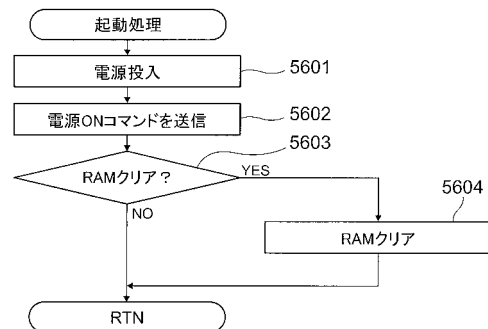 起動処理
電源投入
5601
電源ONコマンドを送信
5602
5603
RAMクリア？
YES
NO
5604
RAMクリア
RTN